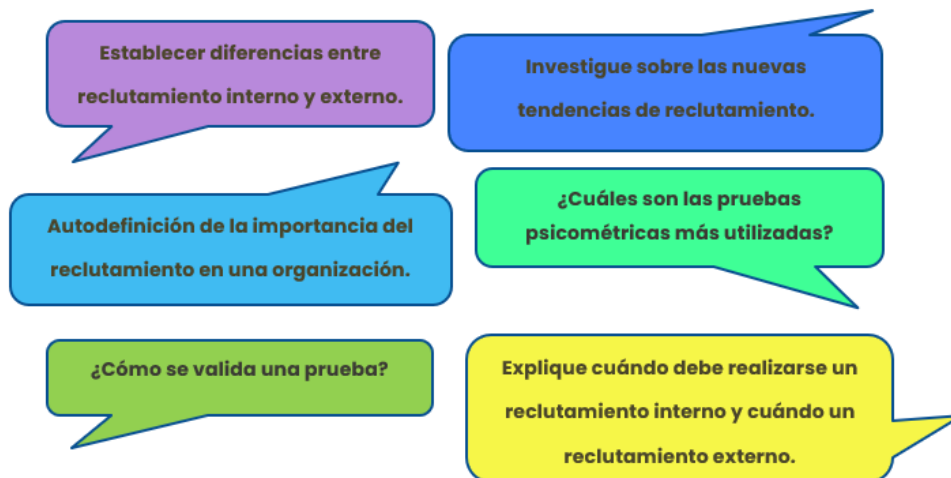 Establecer diferencias entre
reclutamiento interno y externo.
Investigue sobre las nuevas
tendencias de reclutamiento.
Autodefinición de la importancia del
reclutamiento en una organización.
¿Cuáles son las pruebas
psicométricas más utilizadas?
¿Cómo se valida una prueba?
Explique cuándo debe realizarse un
reclutamiento interno y cuándo un
reclutamiento externo.